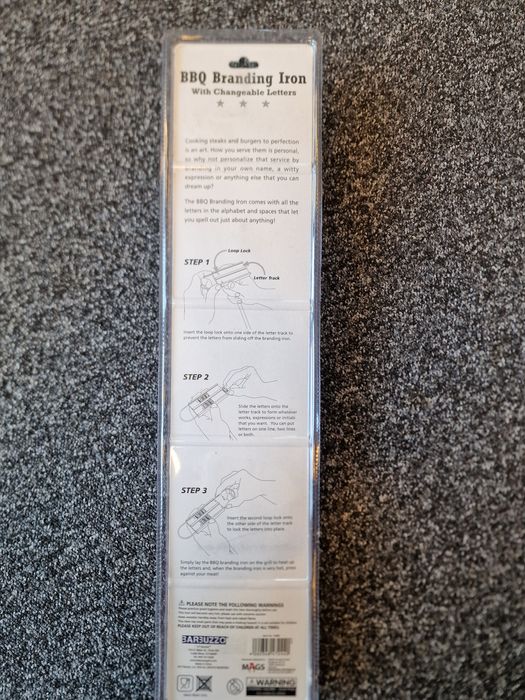 BBQ Branding Iron
With Changeable Letters
Cooking steaks and burgers to perfection
is an art. How you serve them is personal,
so why not personalize that service by
branding in your own name, a witty
expression or anything else that you can
dream up?
The BBQ Branding Iron comes with all the
letters in the alphabet and spaces that let
you spell out just about anything!
Loop Lock
STEP 1
Letter Track
Insert the loop lock onto one side of the letter track to
prevent the letters from sliding off the branding iron.
STEP 2
Slide the letters onto the
letter track to form whatever
works, expressions or initials
that you want. You can put
letters on one line, two lines
or both.
STEP 3
Insert the second loop lock onto
the other side of the letter track
to lock the letters into place.
Simply lay the BBQ branding iron on the grill to heat up
the letters and, when the branding iron is very hot, press
against your meat!
PLEASE NOTE THE FOLLOWING WARNINGS
PLEASE KEEP OUT OF REACH OF CHILDREN AT ALL TIMES
BARBUZZO
MAGS
WARNING